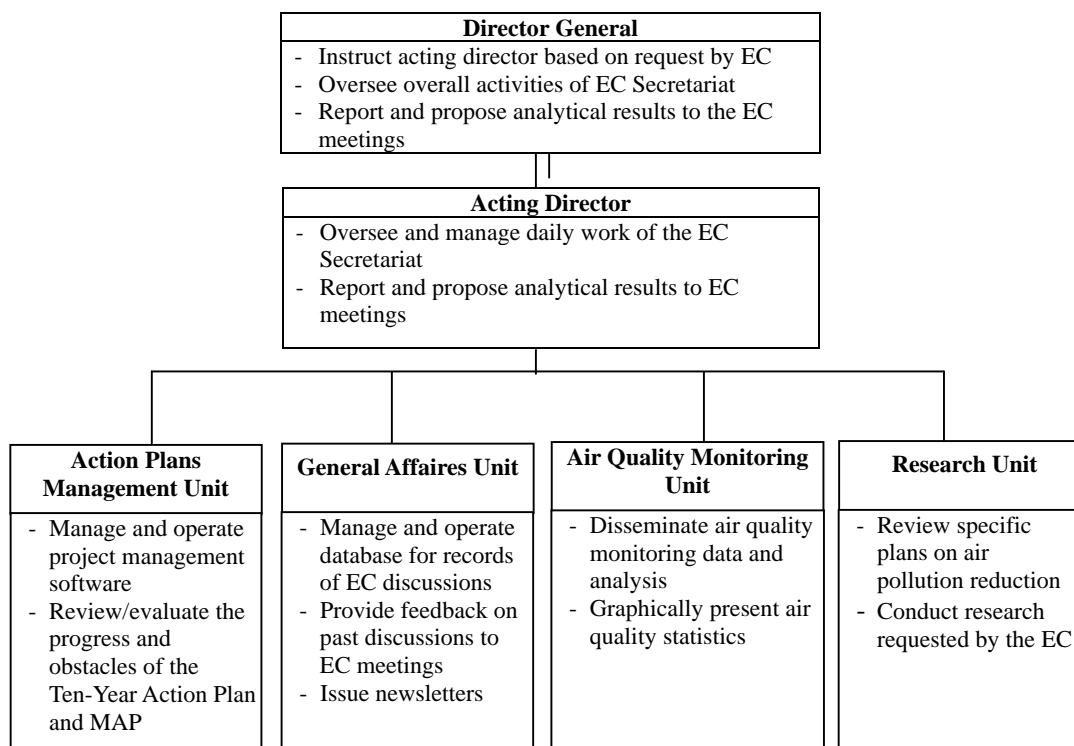 Director General
- Instruct acting director based on request by EC
- Oversee overall activities of EC Secretariat
- Report and propose analytical results to the EC
meetings
Acting Director
- Oversee and manage daily work of the EC
Secretariat
- Report and propose analytical results to EC
meetings
Action Plans
Management Unit
- Manage and operate
project management
software
- Review/evaluate the
progress and
obstacles of the
Ten-Year Action Plan
and MAP
General Affaires Unit
- Manage and operate
database for records
of EC discussions
- Provide feedback on
past discussions to
EC meetings
- Issue newsletters
Air Quality Monitoring
Unit
- Disseminate air quality
monitoring data and
analysis
- Graphically present air
quality statistics
Research Unit
- Review specific
plans on air
pollution reduction
- Conduct research
requested by the EC